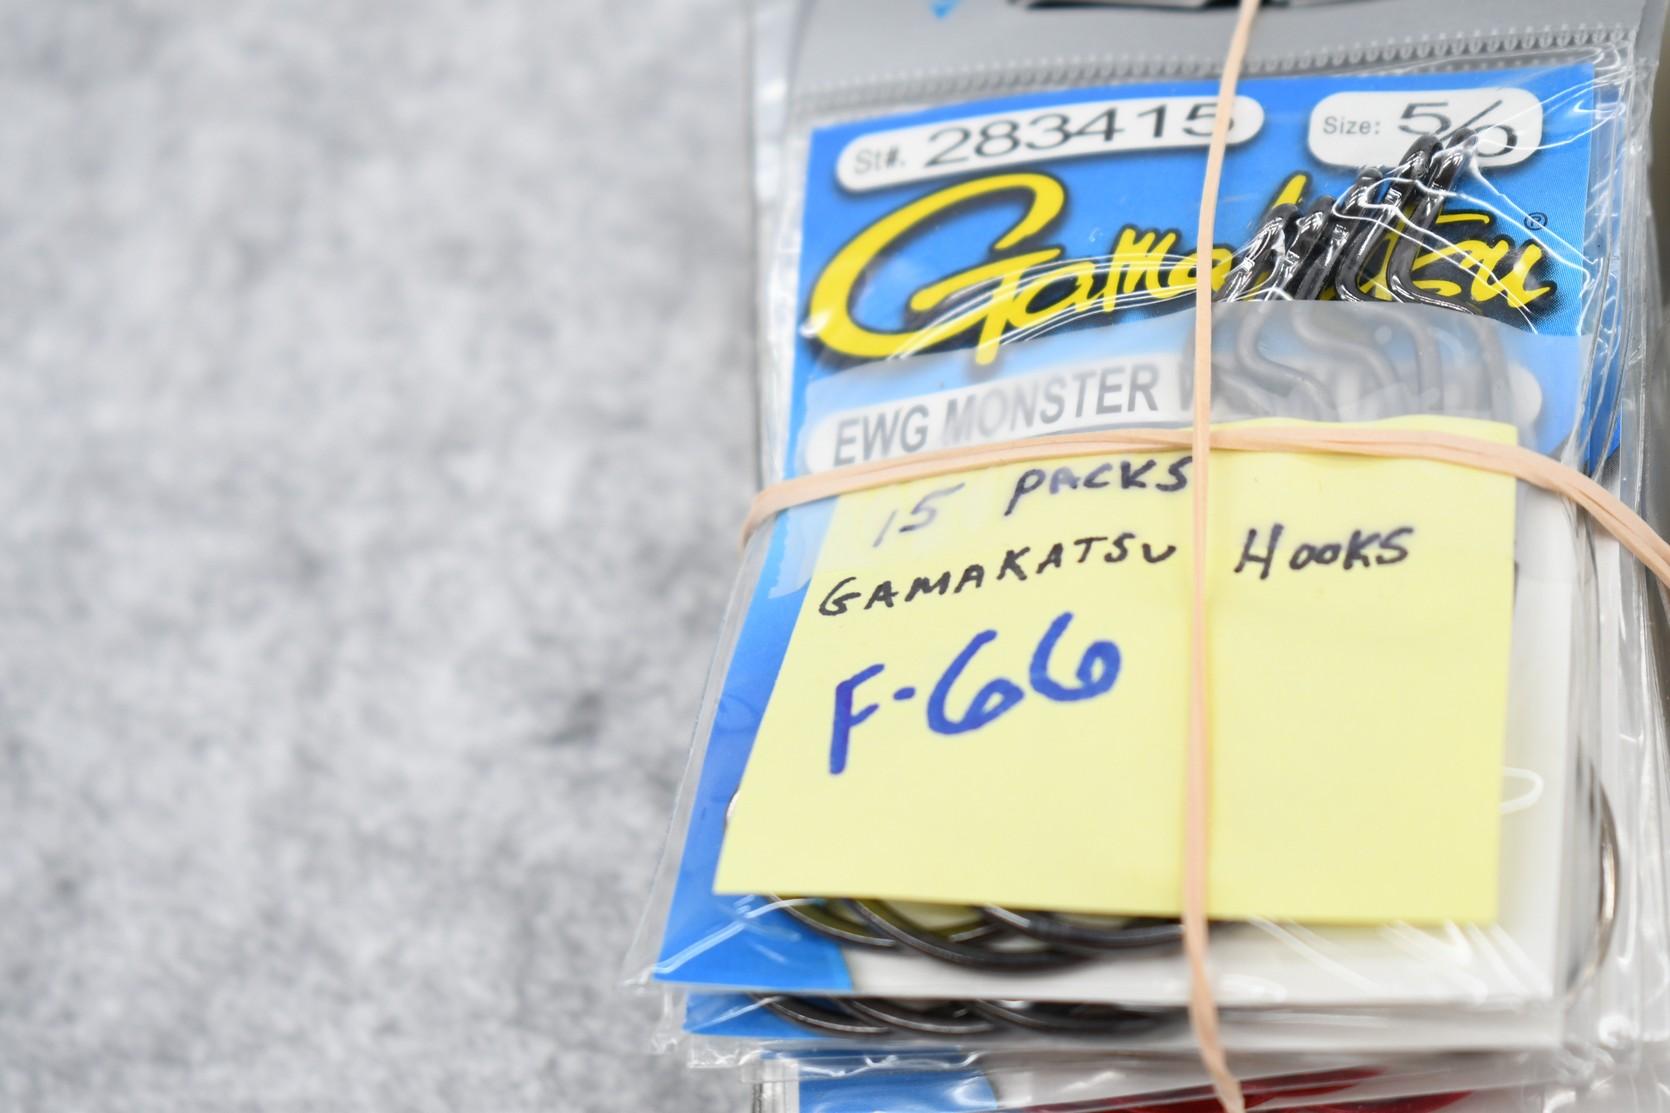 St#. 283415
Size: 5/0
Gamakatsu®
EWG MONSTER
15 PACKS
GAMAKATSU HOOKS
F-66